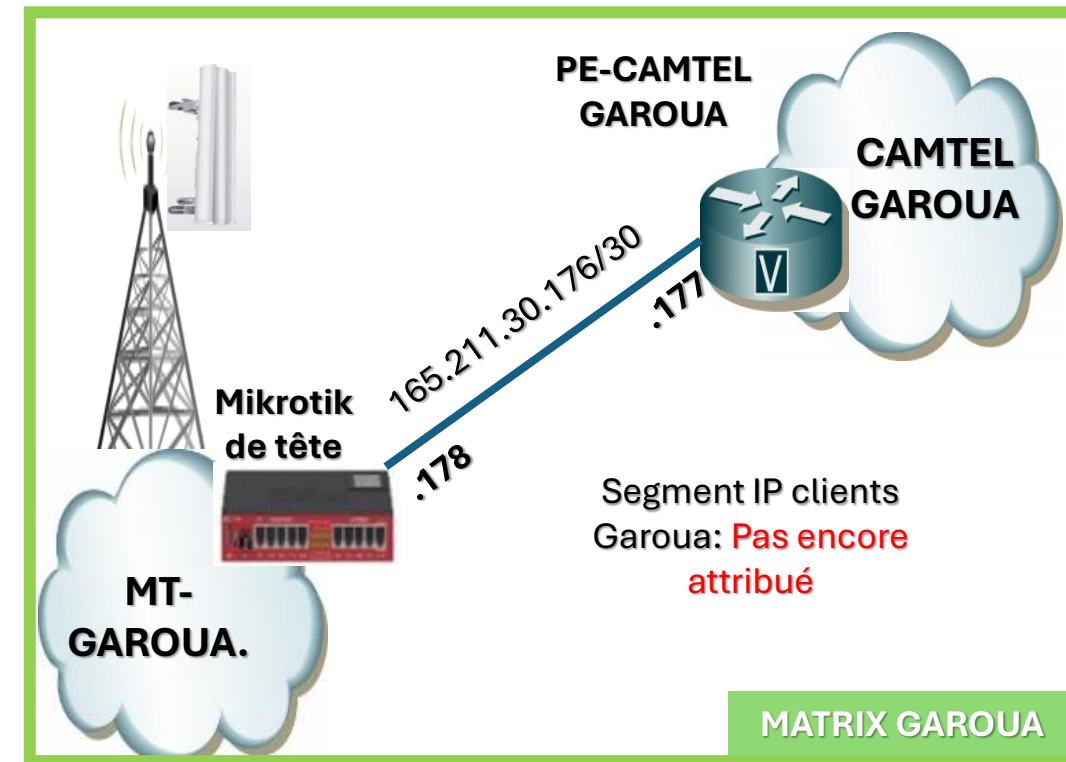 PE-CAMTEL
GAROUA
CAMTEL
GAROUA
V
165.211.30.176/30
.177
Mikrotik
de tête
.178
Segment IP clients
Garoua: Pas encore
attribué
MT-
GAROUA.
MATRIX GAROUA